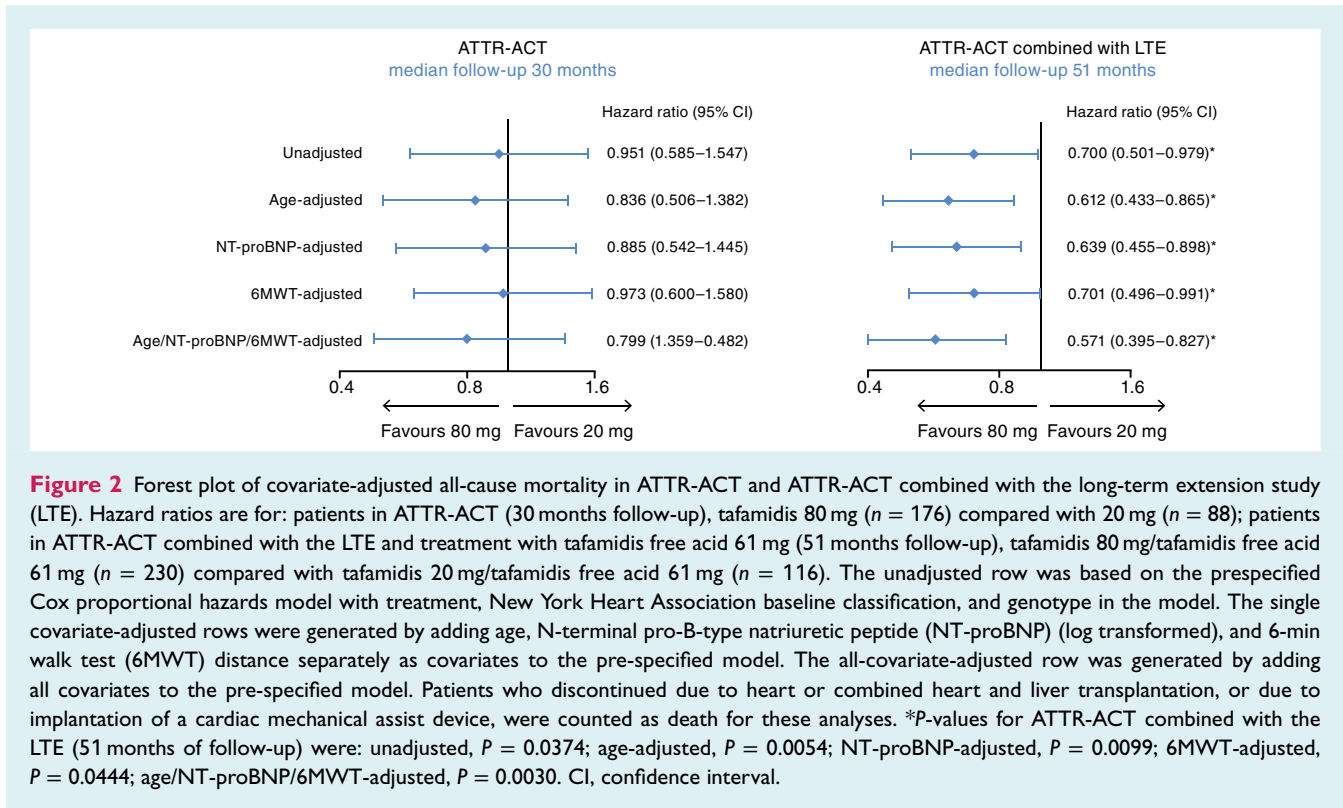 ATTR-ACT
median follow-up 30 months
ATTR-ACT combined with LTE
median follow-up 51 months
Hazard ratio (95% CI)
Hazard ratio (95% CI)
Unadjusted 0.951 (0.585–1.547) 0.700 (0.501–0.979)*
Age-adjusted 0.836 (0.506–1.382) 0.612 (0.433–0.865)*
NT-proBNP-adjusted 0.885 (0.542–1.445) 0.639 (0.455–0.898)*
6MWT-adjusted 0.973 (0.600–1.580) 0.701 (0.496–0.991)*
Age/NT-proBNP/6MWT-adjusted 0.799 (1.359–0.482) 0.571 (0.395–0.827)*
0.4 0.8 1.6 0.4 0.8 1.6
Favours 80 mg Favours 20 mg Favours 80 mg Favours 20 mg
Figure 2 Forest plot of covariate-adjusted all-cause mortality in ATTR-ACT and ATTR-ACT combined with the long-term extension study
(LTE). Hazard ratios are for: patients in ATTR-ACT (30 months follow-up), tafamidis 80 mg (n = 176) compared with 20 mg (n = 88); patients
in ATTR-ACT combined with the LTE and treatment with tafamidis free acid 61 mg (51 months follow-up), tafamidis 80 mg/tafamidis free acid
61 mg (n = 230) compared with tafamidis 20 mg/tafamidis free acid 61 mg (n = 116). The unadjusted row was based on the prespecified
Cox proportional hazards model with treatment, New York Heart Association baseline classification, and genotype in the model. The single
covariate-adjusted rows were generated by adding age, N-terminal pro-B-type natriuretic peptide (NT-proBNP) (log transformed), and 6-min
walk test (6MWT) distance separately as covariates to the pre-specified model. The all-covariate-adjusted row was generated by adding
all covariates to the pre-specified model. Patients who discontinued due to heart or combined heart and liver transplantation, or due to
implantation of a cardiac mechanical assist device, were counted as death for these analyses. *P-values for ATTR-ACT combined with the
LTE (51 months of follow-up) were: unadjusted, P = 0.0374; age-adjusted, P = 0.0054; NT-proBNP-adjusted, P = 0.0099; 6MWT-adjusted,
P = 0.0444; age/NT-proBNP/6MWT-adjusted, P = 0.0030. CI, confidence interval.